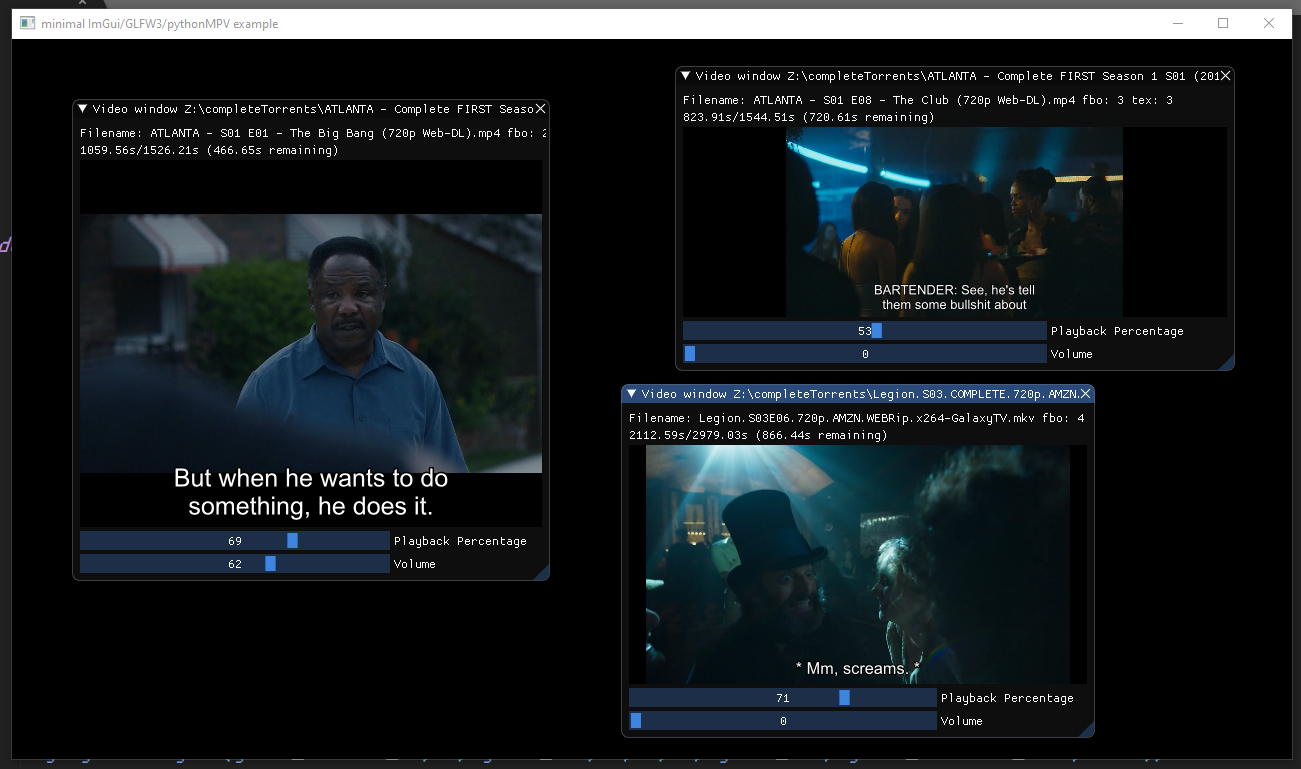 minimal ImGui/GLFW3/pythonMPV example
Video window Z:\completeTorrents\ATLANTA - Complete FIRST Seaso
Filename: ATLANTA - S01 E01 - The Big Bang (720p Web-DL).mp4 fbo: 2
1059.56s/1526.21s (466.65s remaining)
But when he wants to do
something, he does it.
69 Playback Percentage
62 Volume
Video window Z:\completeTorrents\ATLANTA - Complete FIRST Season 1 S01 (201
Filename: ATLANTA - S01 E08 - The Club (720p Web-DL).mp4 fbo: 3 tex: 3
823.91s/1544.51s (720.61s remaining)
BARTENDER: See, he's tell
them some bullshit about
53 Playback Percentage
0 Volume
Video window Z:\completeTorrents\Legion.S03.COMPLETE.720p.AMZN.
Filename: Legion.S03E06.720p.AMZN.WEBRip.x264-GalaxyTV.mkv fbo: 4
2112.59s/2979.03s (866.44s remaining)
* Mm, screams. *
71 Playback Percentage
0 Volume